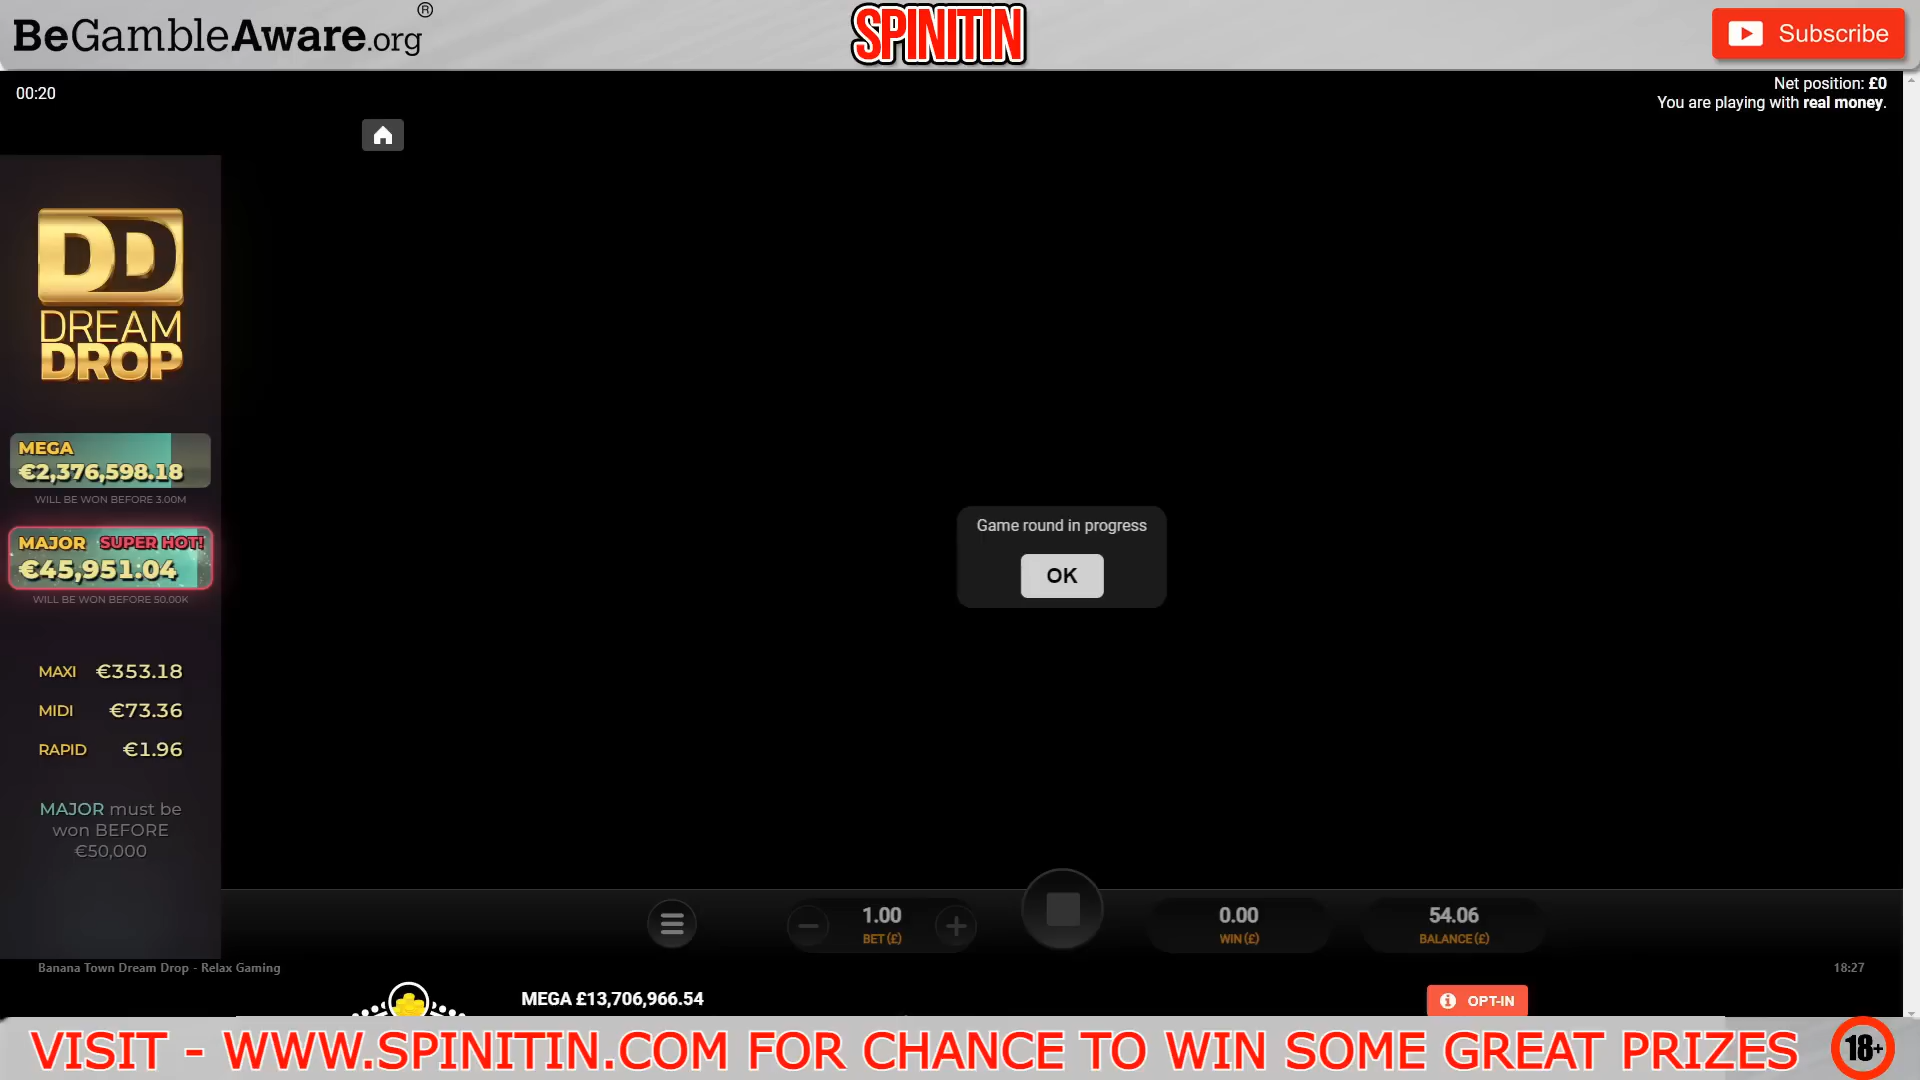 BeGambleAware.org®
SPINITIN
Subscribe
00:20
Net position: £0
You are playing with real money.
DD
DREAM
DROP
MEGA
€2,376,598.18
WILL BE WON BEFORE 3.00M
MAJOR SUPER HOT!
€45,951.04
WILL BE WON BEFORE 50.00K
MAXI €353.18
MIDI €73.36
RAPID €1.96
MAJOR must be
won BEFORE
€50,000
Game round in progress
OK
1.00
BET (£)
0.00
WIN (£)
54.06
BALANCE (£)
Banana Town Dream Drop - Relax Gaming
18:27
MEGA £13,706,966.54
OPT-IN
VISIT - WWW.SPINITIN.COM FOR CHANCE TO WIN SOME GREAT PRIZES
18+